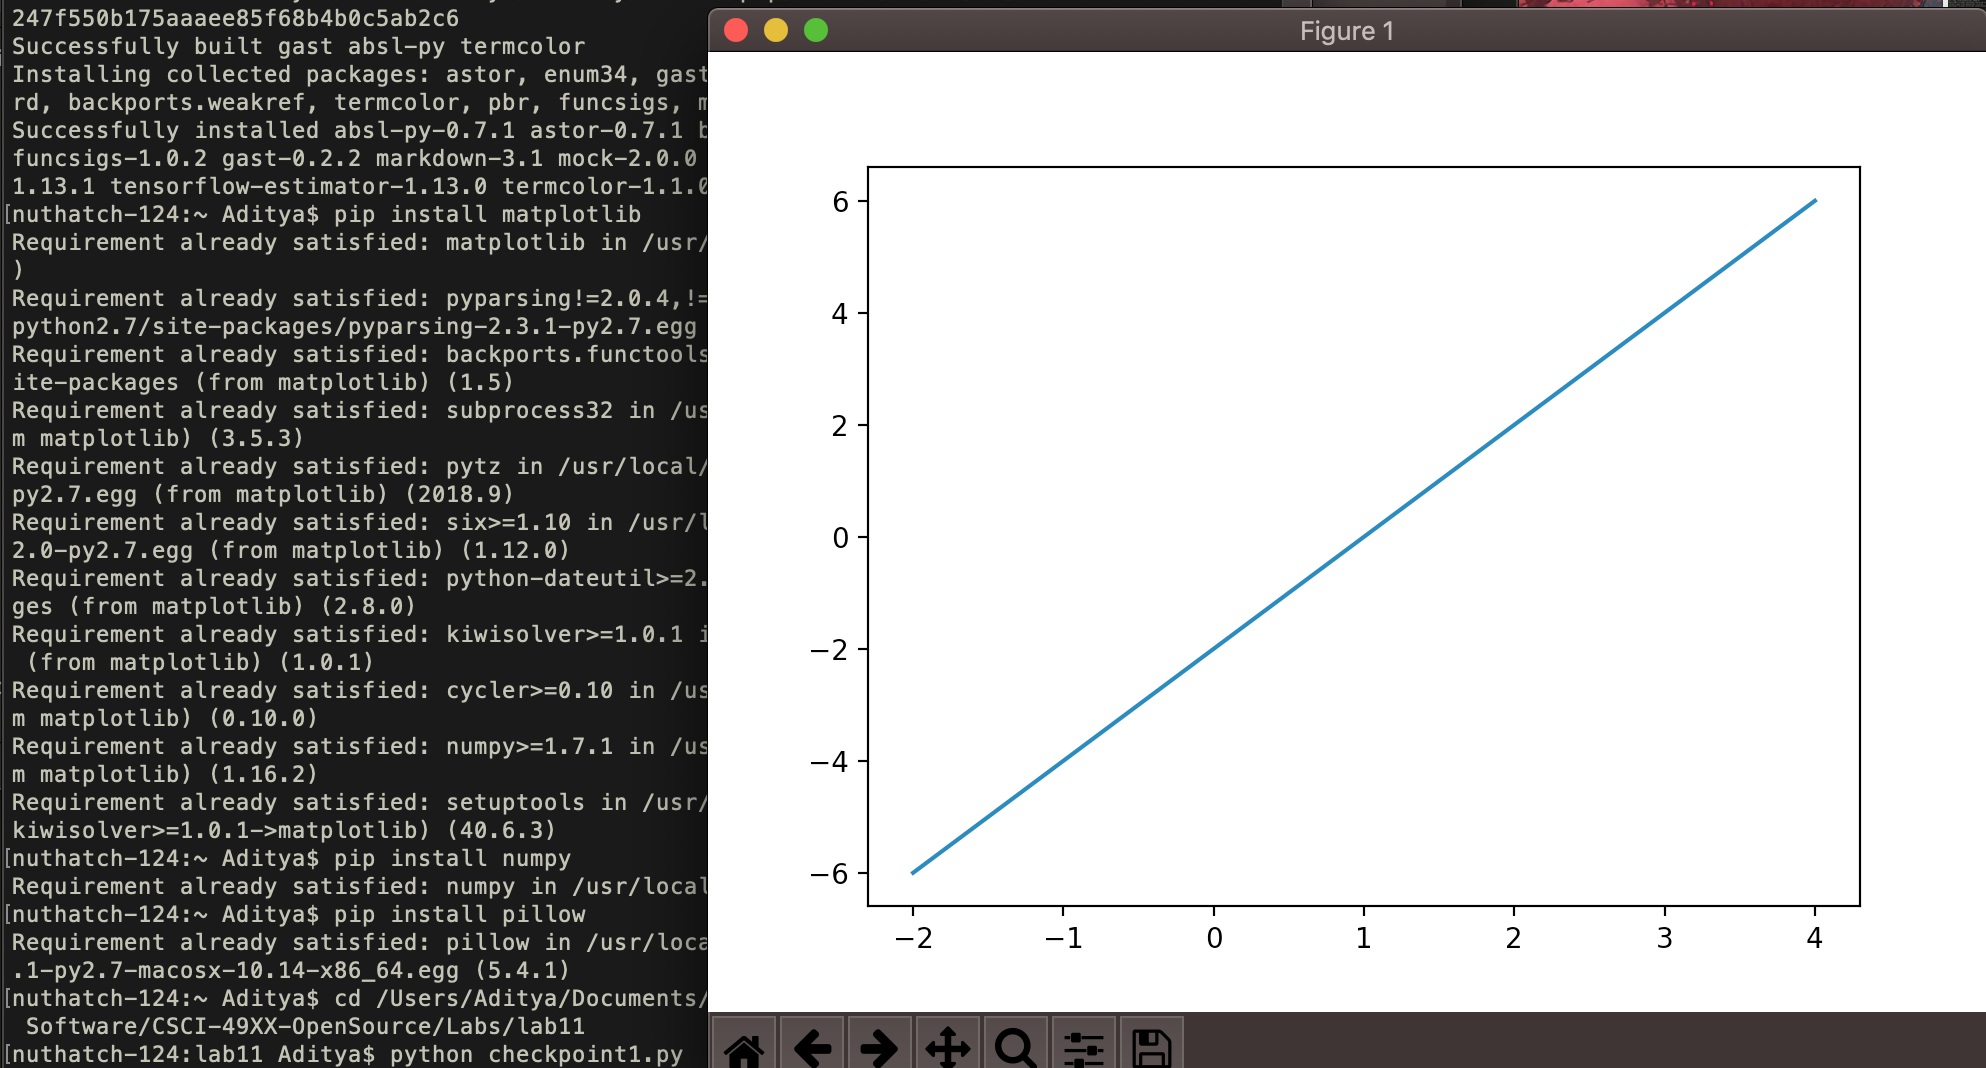 247f550b175aaaee85f68b4b0c5ab2c6
Successfully built gast absl-py termcolor
Installing collected packages: astor, enum34, gast
rd, backports.weakref, termcolor, pbr, funcsigs, m
Successfully installed absl-py-0.7.1 astor-0.7.1 b
funcsigs-1.0.2 gast-0.2.2 markdown-3.1 mock-2.0.0
1.13.1 tensorflow-estimator-1.13.0 termcolor-1.1.0
[nuthatch-124:~ Aditya$ pip install matplotlib
Requirement already satisfied: matplotlib in /usr/
)
Requirement already satisfied: pyparsing!=2.0.4,!=
python2.7/site-packages/pyparsing-2.3.1-py2.7.egg
Requirement already satisfied: backports.functools
ite-packages (from matplotlib) (1.5)
Requirement already satisfied: subprocess32 in /us
m matplotlib) (3.5.3)
Requirement already satisfied: pytz in /usr/local/
py2.7.egg (from matplotlib) (2018.9)
Requirement already satisfied: six>=1.10 in /usr/l
2.0-py2.7.egg (from matplotlib) (1.12.0)
Requirement already satisfied: python-dateutil>=2.
ges (from matplotlib) (2.8.0)
Requirement already satisfied: kiwisolver>=1.0.1 i
(from matplotlib) (1.0.1)
Requirement already satisfied: cycler>=0.10 in /us
m matplotlib) (0.10.0)
Requirement already satisfied: numpy>=1.7.1 in /us
m matplotlib) (1.16.2)
Requirement already satisfied: setuptools in /usr/
kiwisolver>=1.0.1->matplotlib) (40.6.3)
[nuthatch-124:~ Aditya$ pip install numpy
Requirement already satisfied: numpy in /usr/local
[nuthatch-124:~ Aditya$ pip install pillow
Requirement already satisfied: pillow in /usr/loca
.1-py2.7-macosx-10.14-x86_64.egg (5.4.1)
[nuthatch-124:~ Aditya$ cd /Users/Aditya/Documents/
Software/CSCI-49XX-OpenSource/Labs/lab11
[nuthatch-124:lab11 Aditya$ python checkpoint1.py
Figure 1
6
4
2
0
−2
−4
−6
−2 −1 0 1 2 3 4